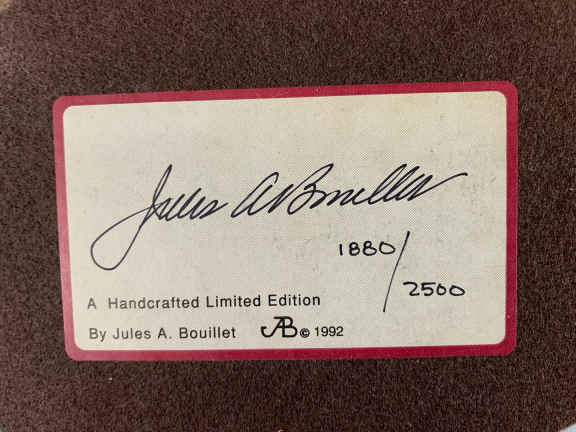 Jules A Bouillet
1880/2500
A Handcrafted Limited Edition
By Jules A. Bouillet JAB © 1992